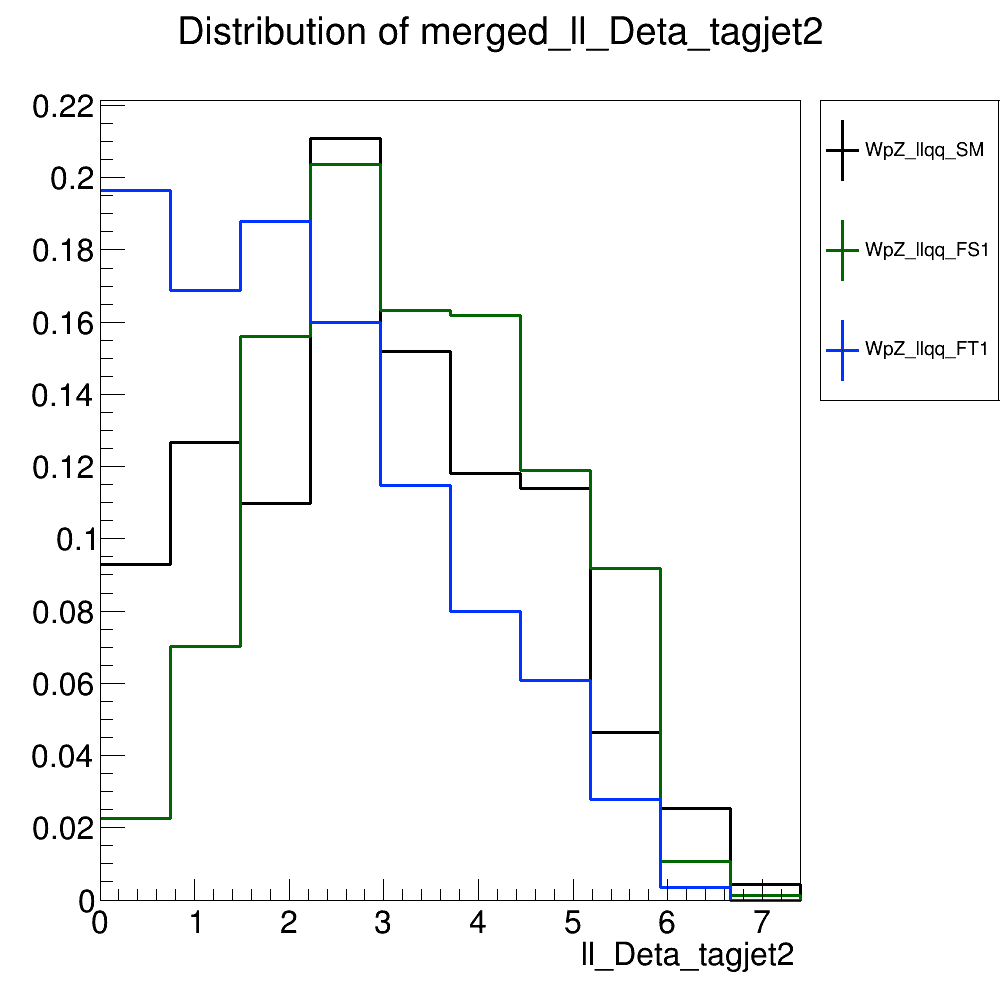 Distribution of merged_ll_Deta_tagjet2
0.22
0.2
0.18
0.16
0.14
0.12
0.1
0.08
0.06
0.04
0.02
0
0 1 2 3 4 5 6 7
ll_Deta_tagjet2
WpZ_llqq_SM
WpZ_llqq_FS1
WpZ_llqq_FT1